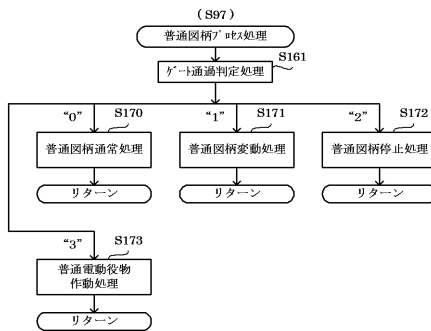 (S97)
普通図柄ﾌﾟﾛｾｽ処理
S161
ｹﾞｰﾄ通過判定処理
“0” S170
“1” S171
“2” S172
普通図柄通常処理
普通図柄変動処理
普通図柄停止処理
リターン
リターン
リターン
“3” S173
普通電動役物
作動処理
リターン